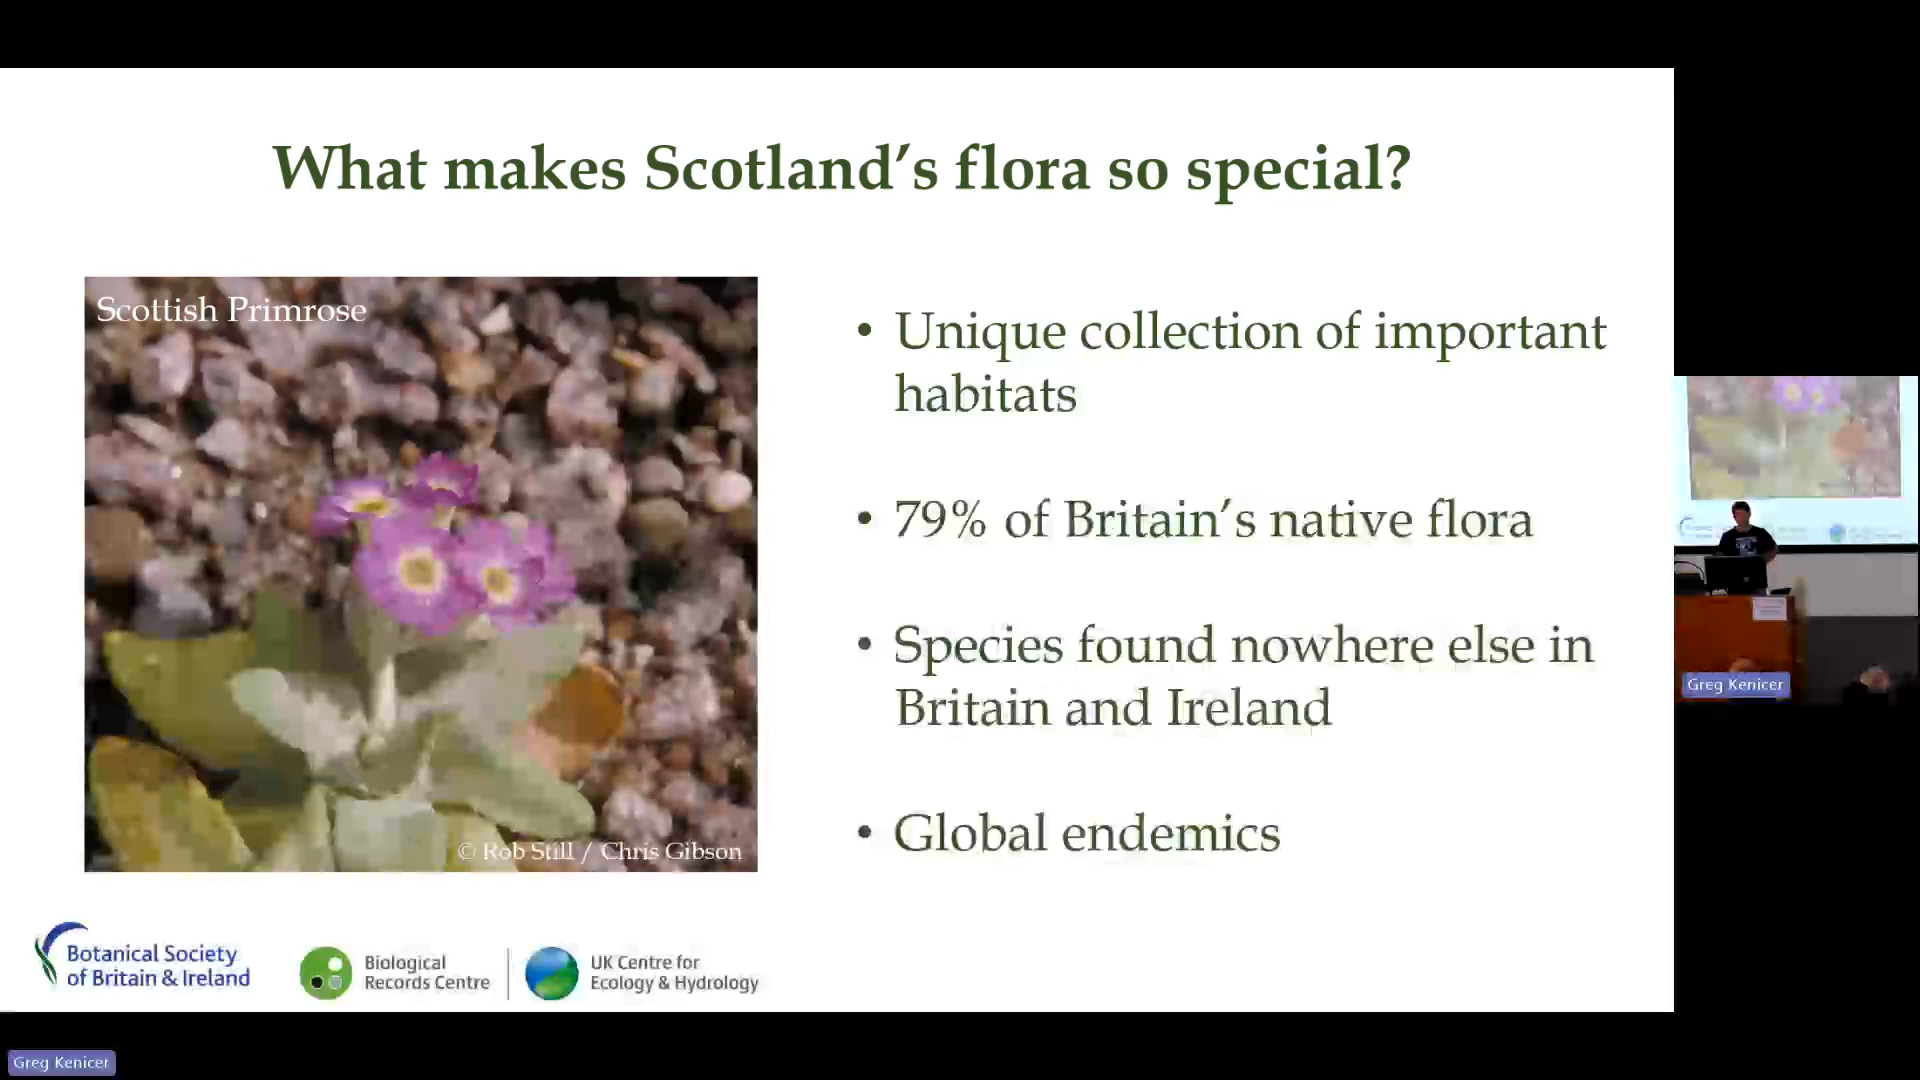 What makes Scotland's flora so special?
Scottish Primrose
© Rob Still / Chris Gibson
• Unique collection of important
habitats
• 79% of Britain's native flora
• Species found nowhere else in
Britain and Ireland
• Global endemics
Botanical Society
of Britain & Ireland
Biological
Records Centre
UK Centre for
Ecology & Hydrology
Greg Kenicer
Greg Kenicer